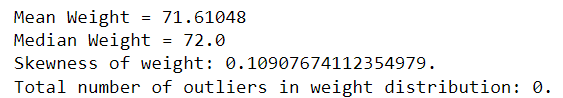 Mean Weight = 71.61048
Median Weight = 72.0
Skewness of weight: 0.10907674112354979.
Total number of outliers in weight distribution: 0.